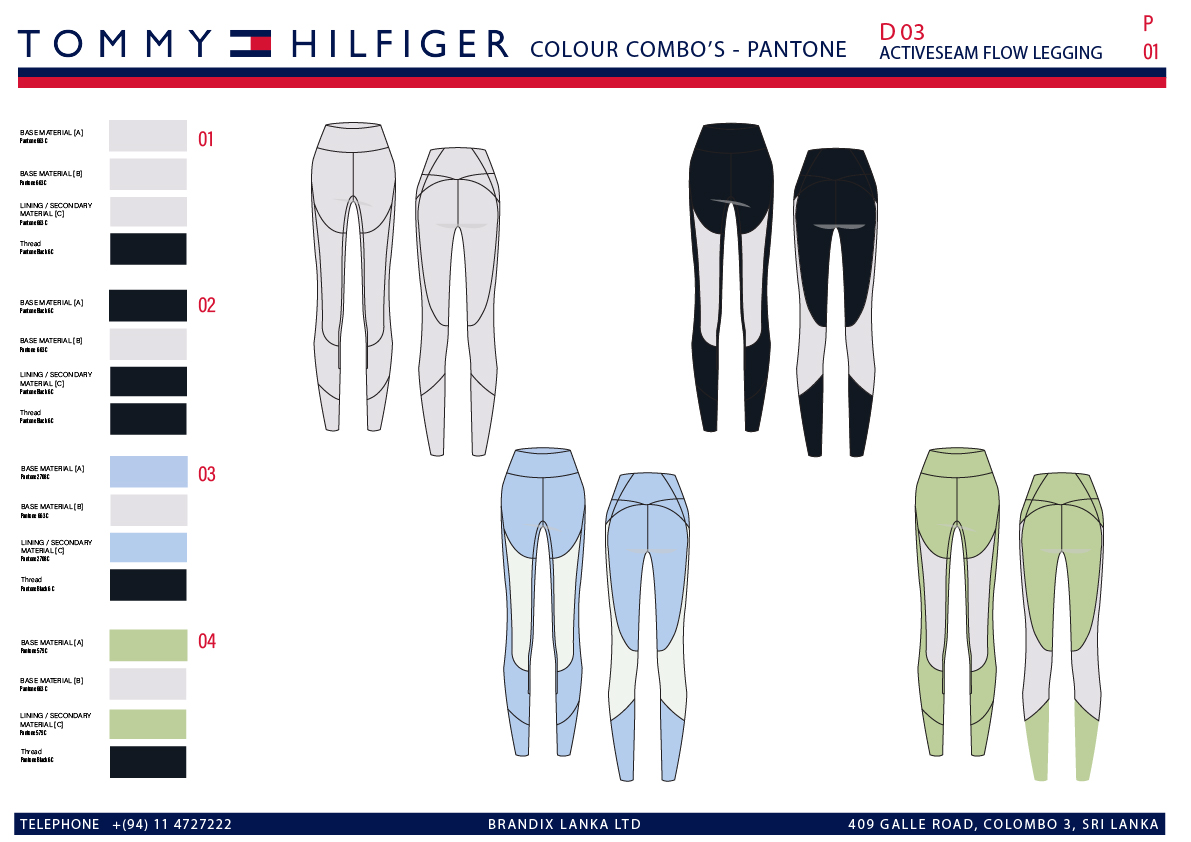 TOMMY HILFIGER COLOUR COMBO'S - PANTONE
D 03
ACTIVESEAM FLOW LEGGING
P
01
BASE MATERIAL [A]
Pantone 663 C
01
BASE MATERIAL [B]
Pantone 663 C
LINING / SECONDARY
MATERIAL [C]
Pantone 663 C
Thread
Pantone Black 6 C
BASE MATERIAL [A]
Pantone Black 6 C
02
BASE MATERIAL [B]
Pantone 663 C
LINING / SECONDARY
MATERIAL [C]
Pantone Black 6 C
Thread
Pantone Black 6 C
BASE MATERIAL [A]
Pantone 2708 C
03
BASE MATERIAL [B]
Pantone 663 C
LINING / SECONDARY
MATERIAL [C]
Pantone 2708 C
Thread
Pantone Black 6 C
BASE MATERIAL [A]
Pantone 579 C
04
BASE MATERIAL [B]
Pantone 663 C
LINING / SECONDARY
MATERIAL [C]
Pantone 579 C
Thread
Pantone Black 6 C
TELEPHONE +(94) 11 4727222
BRANDIX LANKA LTD
409 GALLE ROAD, COLOMBO 3, SRI LANKA